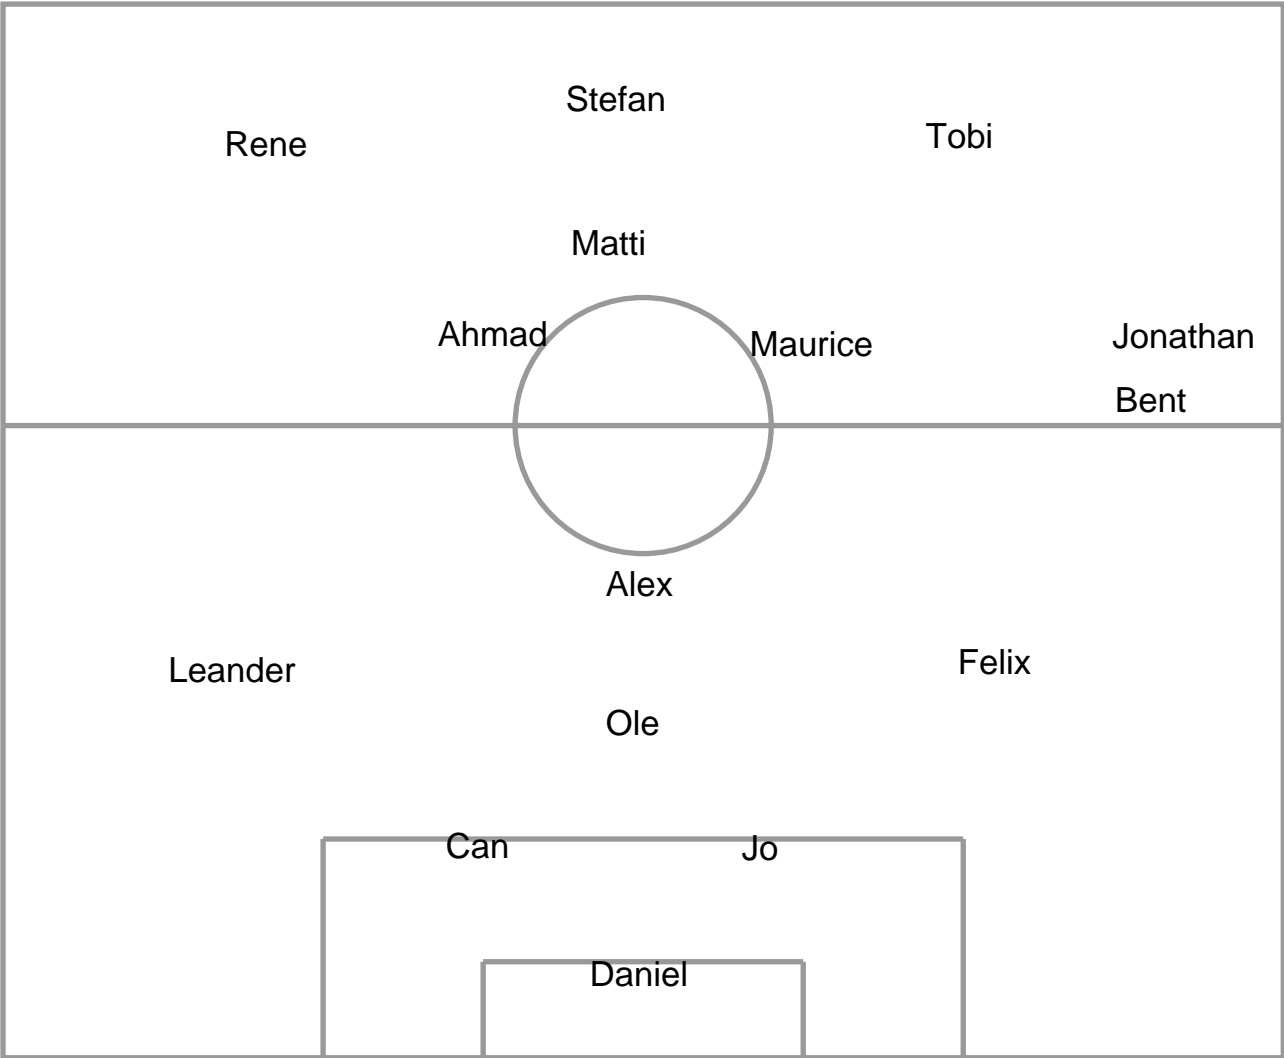 Stefan
Rene
Tobi
Matti
Ahmad
Maurice
Jonathan
Bent
Alex
Leander
Felix
Ole
Can
Jo
Daniel